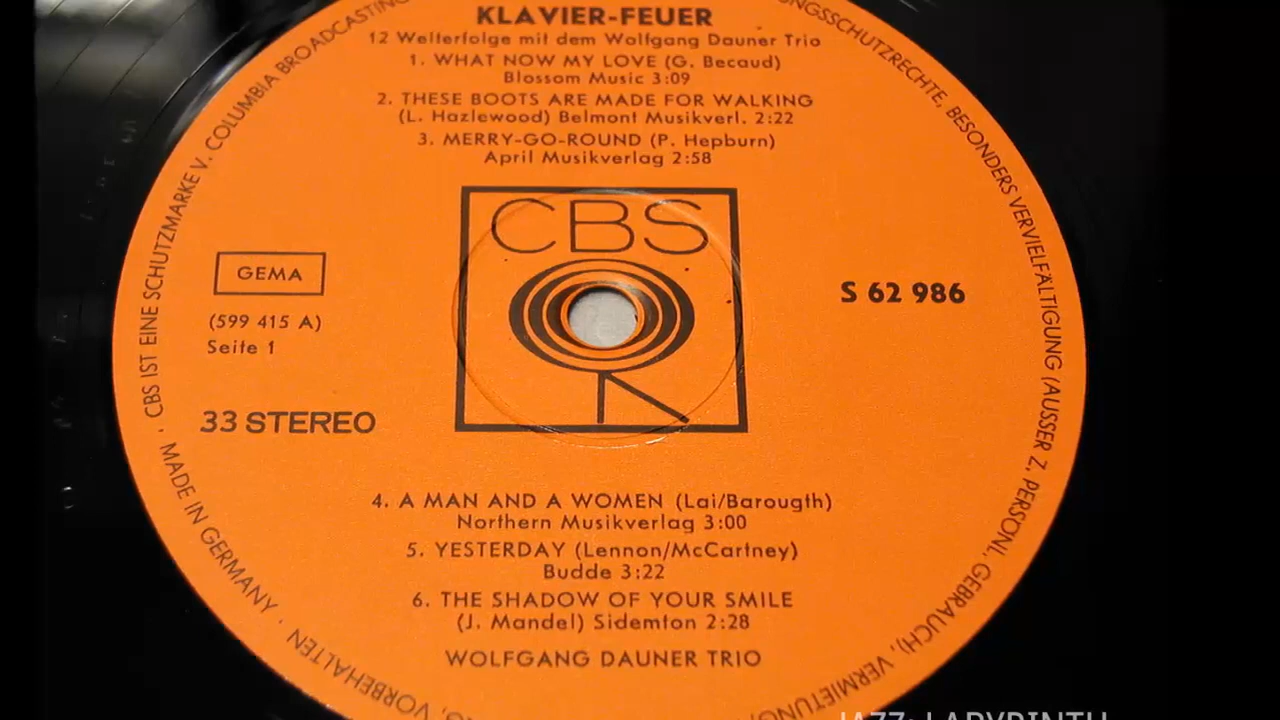 KLAVIER-FEUER
12 Welterfolge mit dem Wolfgang Dauner Trio
1. WHAT NOW MY LOVE (G. Becaud)
Blossom Music 3:09
2. THESE BOOTS ARE MADE FOR WALKING
(L. Hazlewood) Belmont Musikverl. 2:22
3. MERRY-GO-ROUND (P. Hepburn)
April Musikverlag 2:58
CBS
GEMA
(599 415 A)
Seite 1
S 62 986
33 STEREO
4. A MAN AND A WOMEN (Lai/Barougth)
Northern Musikverlag 3:00
5. YESTERDAY (Lennon/McCartney)
Budde 3:22
6. THE SHADOW OF YOUR SMILE
(J. Mandel) Sidemton 2:28
WOLFGANG DAUNER TRIO
· CBS IST EINE SCHUTZMARKE V. COLUMBIA BROADCASTING
BESONDERS VERVIELFÄLTIGUNG (AUSSER Z. PERSÖNL. GEBRAUCH), VERMIETUNG,
VORBEHALTEN · MADE IN GERMANY
JAZZ: LABYRINTH